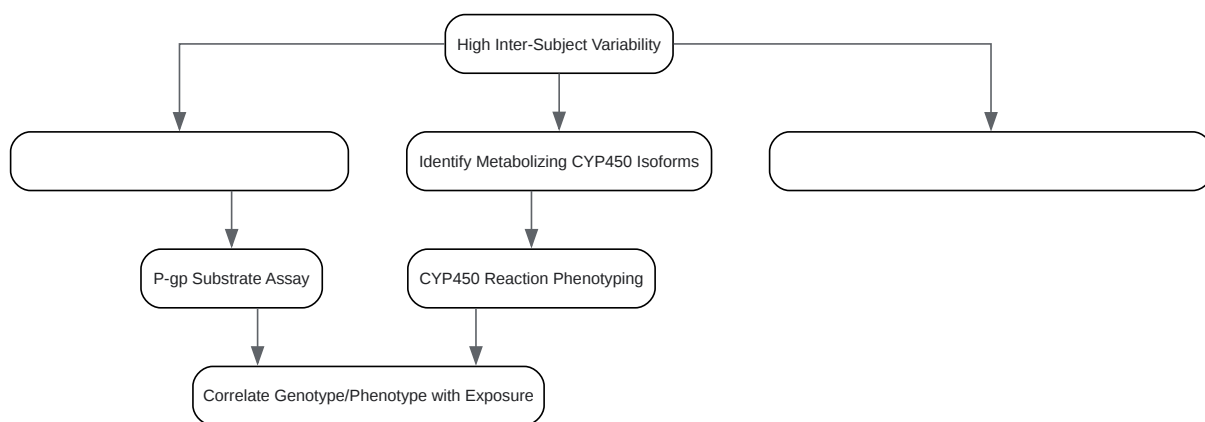 High Inter-Subject Variability
Identify Metabolizing CYP450 Isoforms
P-gp Substrate Assay
CYP450 Reaction Phenotyping
Correlate Genotype/Phenotype with Exposure